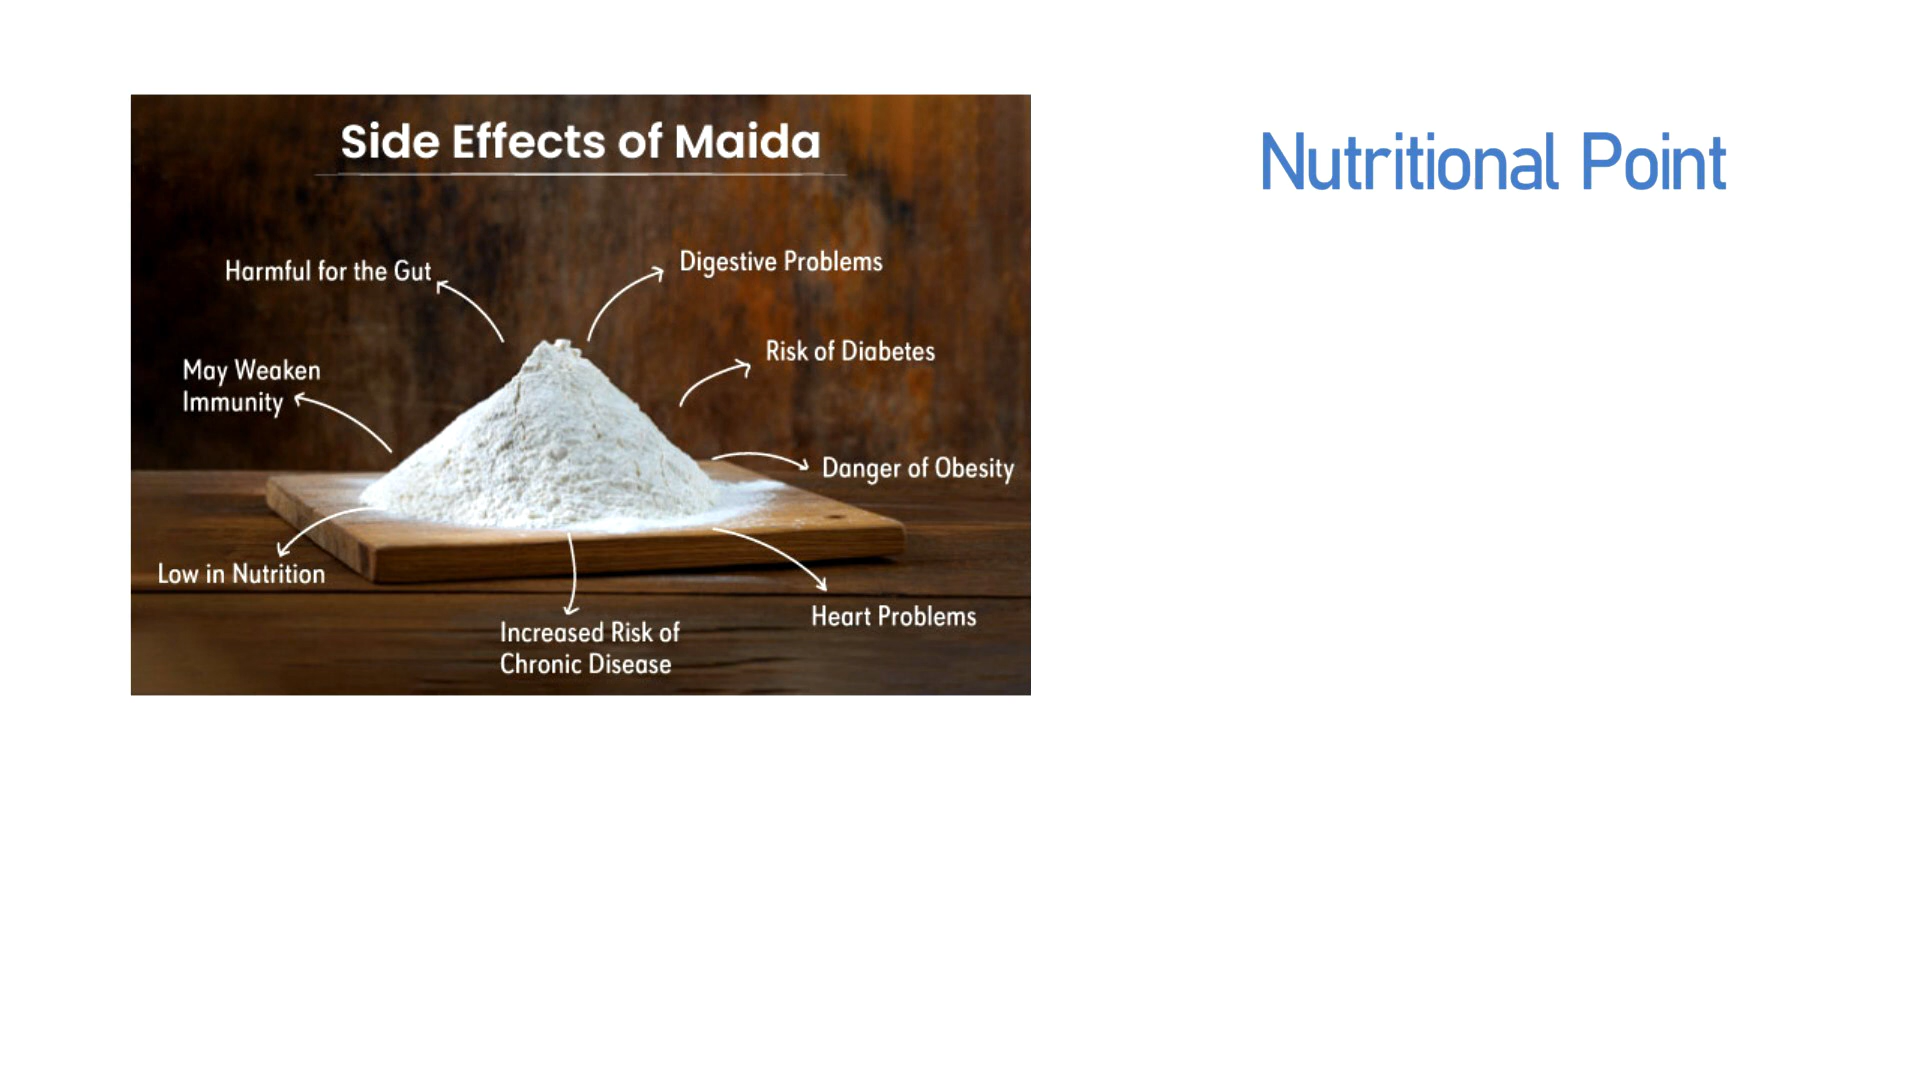 Side Effects of Maida
Nutritional Point
Harmful for the Gut
Digestive Problems
May Weaken
Immunity
Risk of Diabetes
Danger of Obesity
Low in Nutrition
Increased Risk of
Chronic Disease
Heart Problems